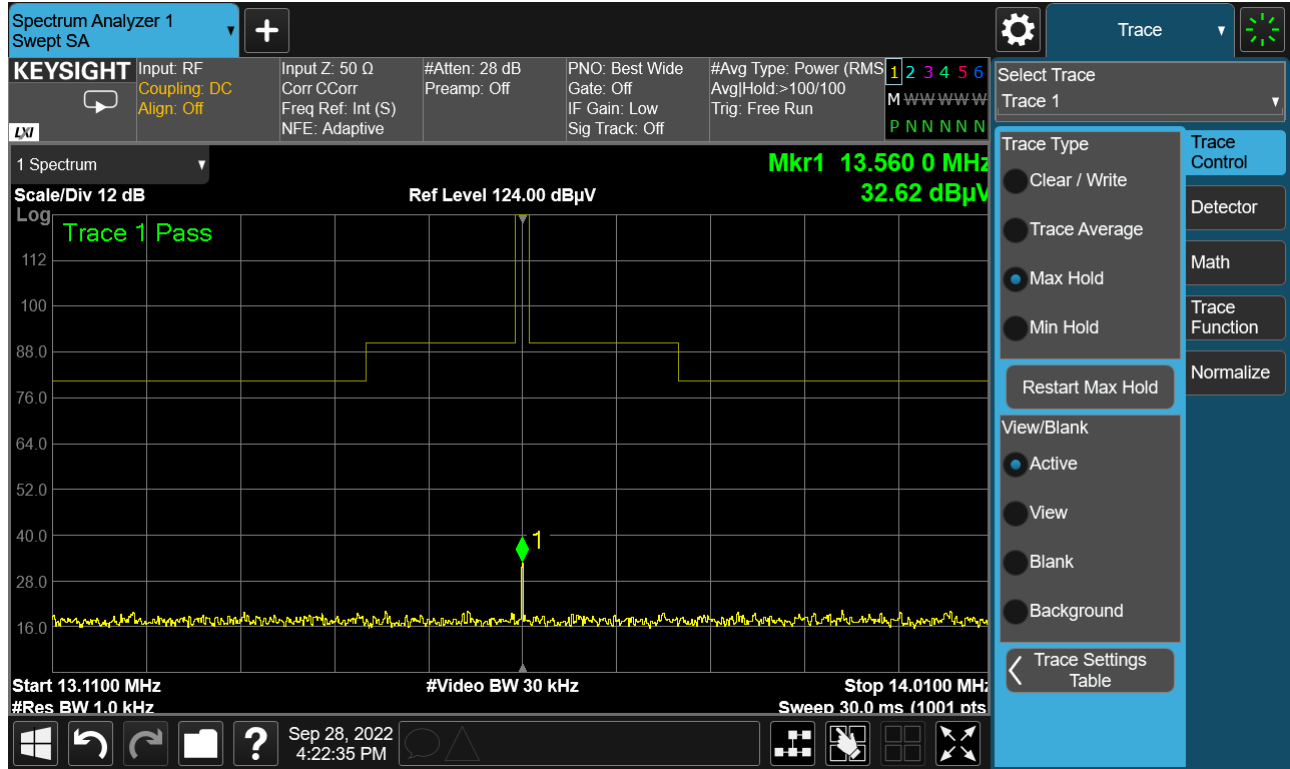 Spectrum Analyzer 1
Swept SA
Trace
KEYSIGHT
LXI
Input: RF
Coupling: DC
Align: Off
Input Z: 50 Ω
Corr CCorr
Freq Ref: Int (S)
NFE: Adaptive
#Atten: 28 dB
Preamp: Off
PNO: Best Wide
Gate: Off
IF Gain: Low
Sig Track: Off
#Avg Type: Power (RMS
Avg|Hold:>100/100
Trig: Free Run
1 2 3 4 5 6
M W W W W W
P N N N N N
Select Trace
Trace 1
1 Spectrum
Mkr1 13.560 0 MHz
32.62 dBµV
Scale/Div 12 dB
Ref Level 124.00 dBµV
Log
Trace 1 Pass
112
100
88.0
76.0
64.0
52.0
40.0
28.0
16.0
1
Start 13.1100 MHz
#Res BW 1.0 kHz
#Video BW 30 kHz
Stop 14.0100 MHz
Sweep 30.0 ms (1001 pts
Trace Type
Clear / Write
Trace Average
Max Hold
Min Hold
Restart Max Hold
View/Blank
Active
View
Blank
Background
Trace Settings
Table
Trace
Control
Detector
Math
Trace
Function
Normalize
?
Sep 28, 2022
4:22:35 PM